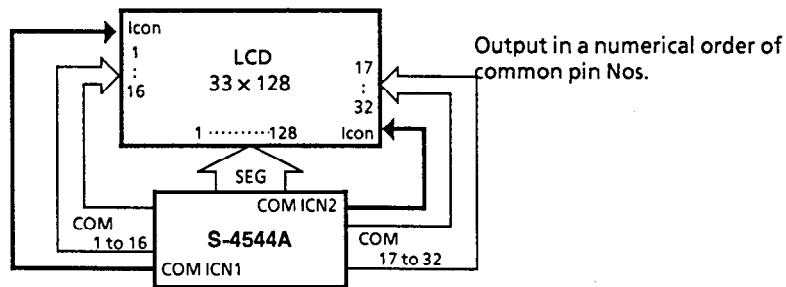 Icon
1
:
16
LCD
33 × 128
17
:
32
Icon
1 ·········· 128
Output in a numerical order of
common pin Nos.
SEG
COM ICN2
S-4544A
COM
1 to 16
COM ICN1
COM
17 to 32